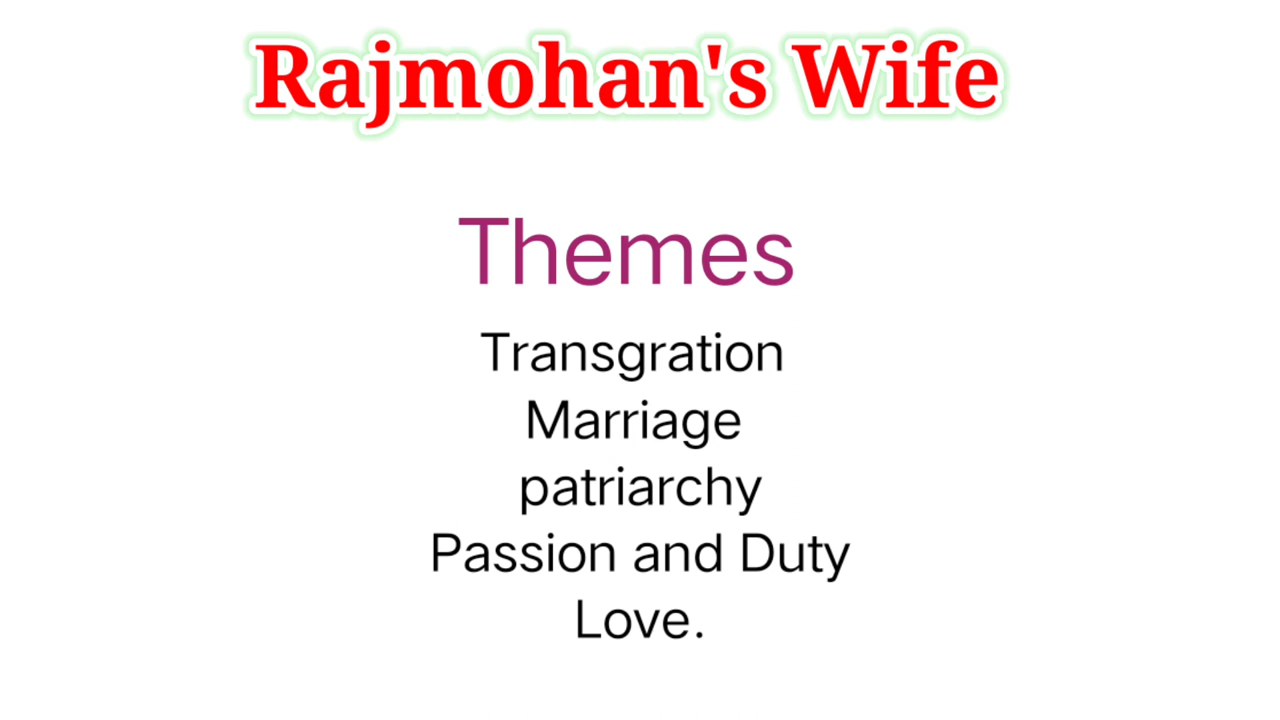 Rajmohan's Wife
Themes
Transgration
Marriage
patriarchy
Passion and Duty
Love.